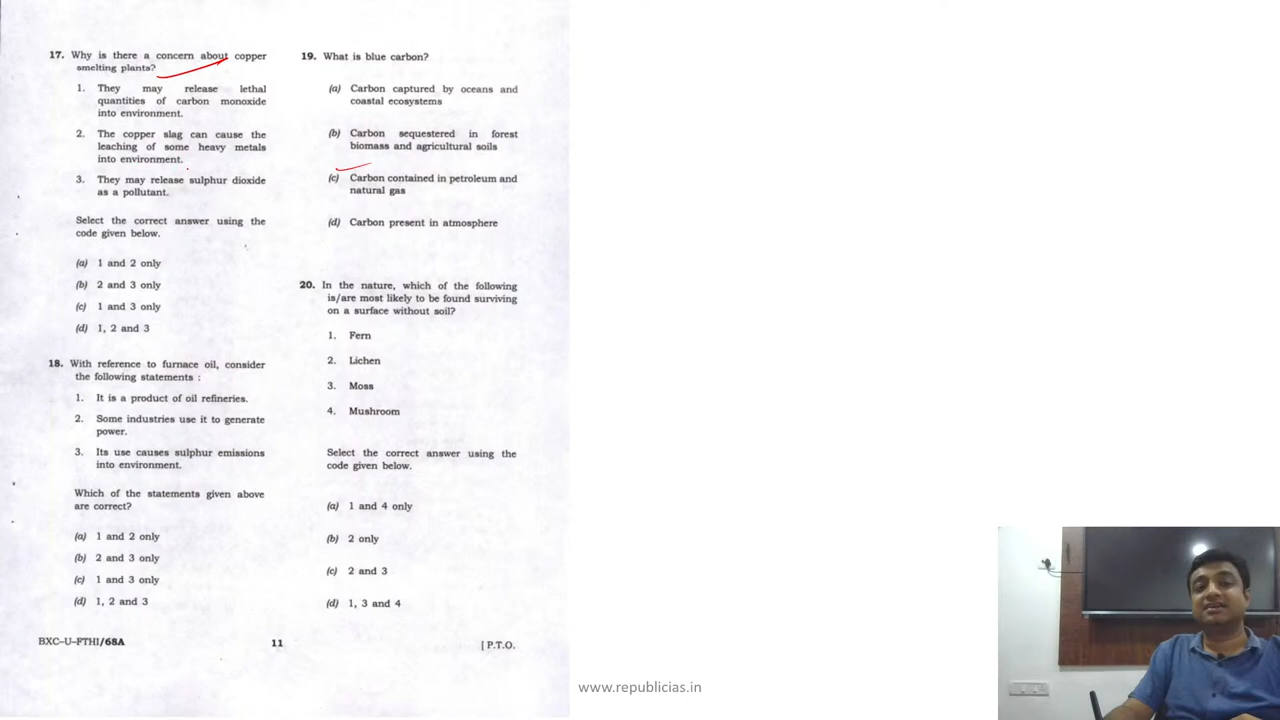 17. Why is there a concern about copper
smelting plants?
1. They may release lethal
quantities of carbon monoxide
into environment.
2. The copper slag can cause the
leaching of some heavy metals
into environment.
3. They may release sulphur dioxide
as a pollutant.
Select the correct answer using the
code given below.
(a) 1 and 2 only
(b) 2 and 3 only
(c) 1 and 3 only
(d) 1, 2 and 3
18. With reference to furnace oil, consider
the following statements :
1. It is a product of oil refineries.
2. Some industries use it to generate
power.
3. Its use causes sulphur emissions
into environment.
Which of the statements given above
are correct?
(a) 1 and 2 only
(b) 2 and 3 only
(c) 1 and 3 only
(d) 1, 2 and 3
19. What is blue carbon?
(a) Carbon captured by oceans and
coastal ecosystems
(b) Carbon sequestered in forest
biomass and agricultural soils
(c) Carbon contained in petroleum and
natural gas
(d) Carbon present in atmosphere
20. In the nature, which of the following
is/are most likely to be found surviving
on a surface without soil?
1. Fern
2. Lichen
3. Moss
4. Mushroom
Select the correct answer using the
code given below.
(a) 1 and 4 only
(b) 2 only
(c) 2 and 3
(d) 1, 3 and 4
BXC-U-FTHI/68A
11
[ P.T.O.
www.republicias.in